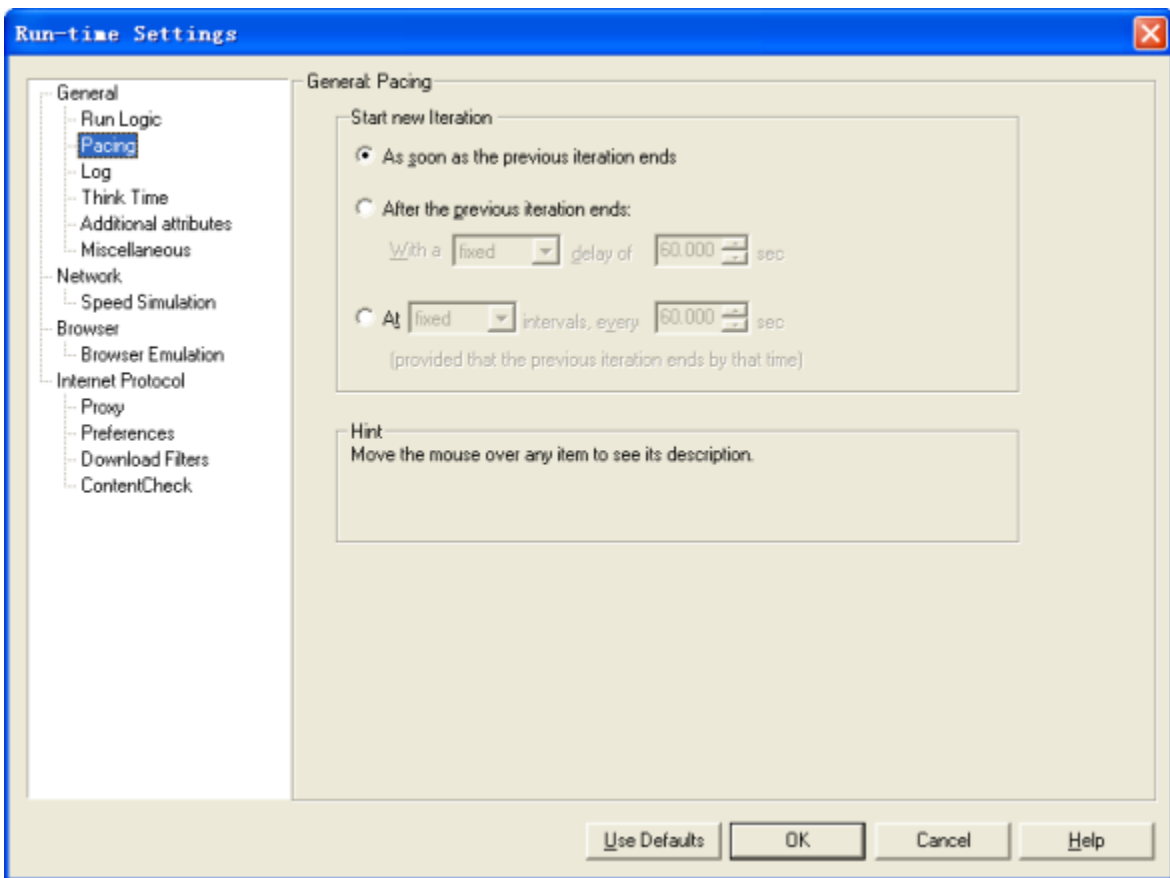 Run-time Settings
General
Run Logic
Pacing
Log
Think Time
Additional attributes
Miscellaneous
Network
Speed Simulation
Browser
Browser Emulation
Internet Protocol
Proxy
Preferences
Download Filters
ContentCheck
General: Pacing
Start new Iteration
As soon as the previous iteration ends
After the previous iteration ends:
With a fixed delay of 60.000 sec
At fixed intervals, every 60.000 sec
(provided that the previous iteration ends by that time)
Hint
Move the mouse over any item to see its description.
Use Defaults OK Cancel Help